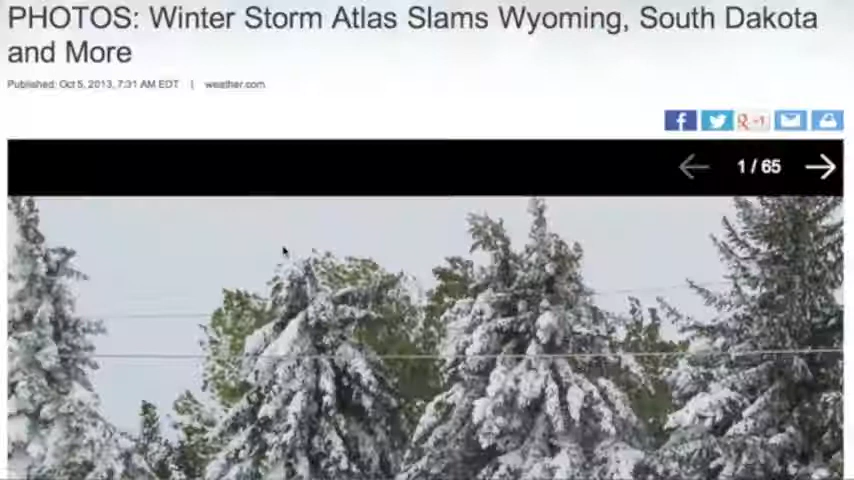 PHOTOS: Winter Storm Atlas Slams Wyoming, South Dakota
and More
Published: Oct 5, 2013, 7:31 AM EDT | weather.com
f
g +1
1 / 65